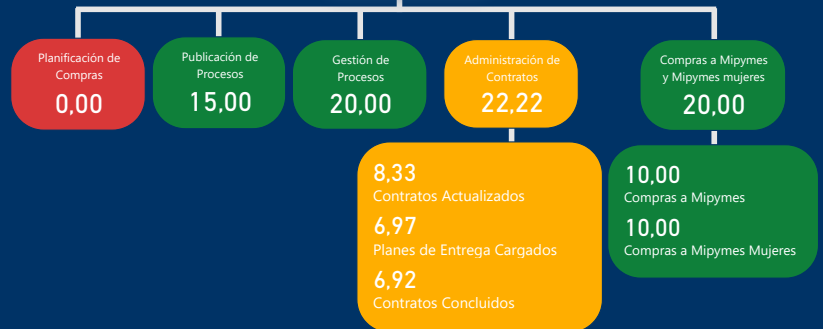 Planificación de
Compras
0,00
Publicación de
Procesos
15,00
Gestión de
Procesos
20,00
Administración de
Contratos
22,22
Compras a Mipymes
y Mipymes mujeres
20,00
8,33
Contratos Actualizados
6,97
Planes de Entrega Cargados
6,92
Contratos Concluidos
10,00
Compras a Mipymes
10,00
Compras a Mipymes Mujeres